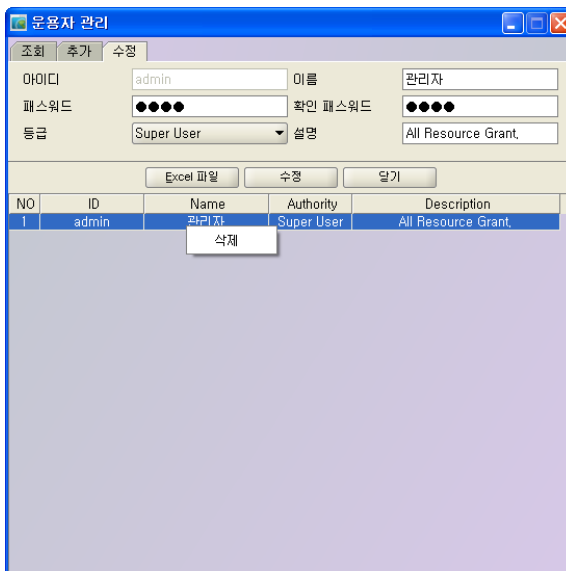 운용자 관리
조회 추가 수정
아이디 admin 이름 관리자
패스워드 ●●●● 확인 패스워드 ●●●●
등급 Super User 설명 All Resource Grant,
Excel 파일 수정 닫기
NO ID Name Authority Description
1 admin 관리자 Super User All Resource Grant,
삭제